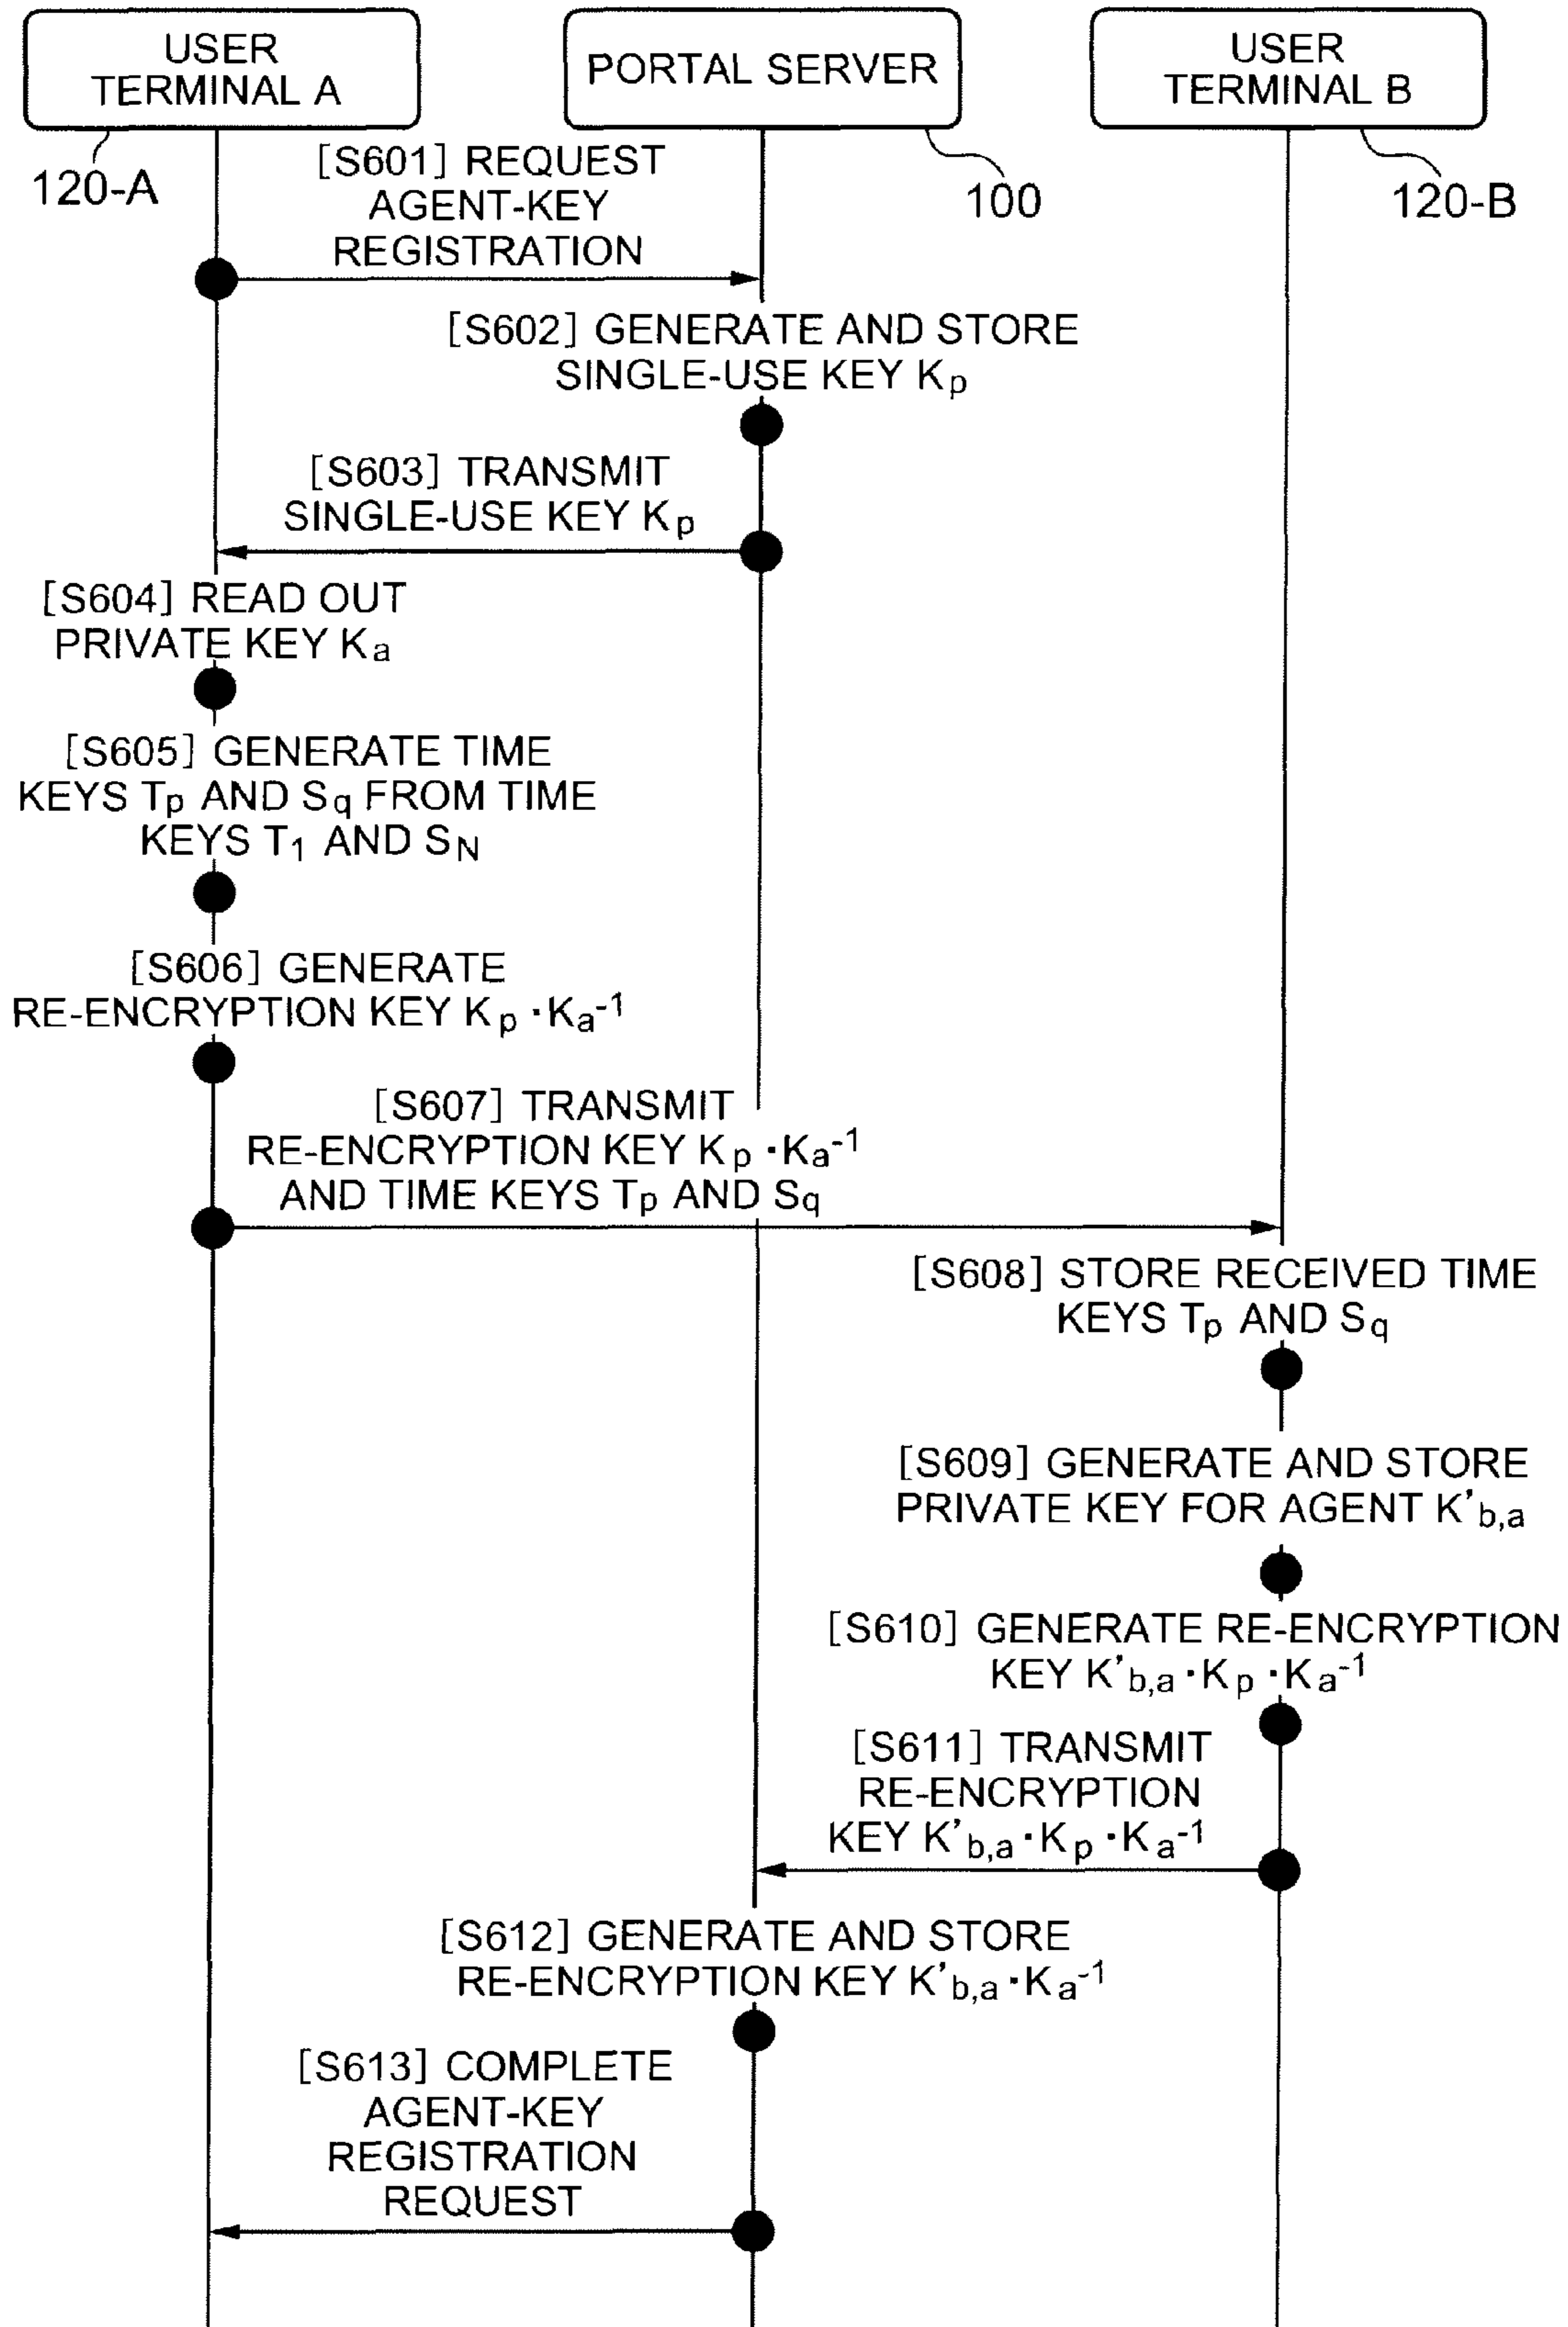 USER
TERMINAL A
PORTAL SERVER
USER
TERMINAL B
120-A
100
120-B
[S601] REQUEST
AGENT-KEY
REGISTRATION
[S602] GENERATE AND STORE
SINGLE-USE KEY Kp
[S603] TRANSMIT
SINGLE-USE KEY Kp
[S604] READ OUT
PRIVATE KEY Ka
[S605] GENERATE TIME
KEYS Tp AND Sq FROM TIME
KEYS T1 AND SN
[S606] GENERATE
RE-ENCRYPTION KEY Kp·Ka⁻¹
[S607] TRANSMIT
RE-ENCRYPTION KEY Kp·Ka⁻¹
AND TIME KEYS Tp AND Sq
[S608] STORE RECEIVED TIME
KEYS Tp AND Sq
[S609] GENERATE AND STORE
PRIVATE KEY FOR AGENT K'b,a
[S610] GENERATE RE-ENCRYPTION
KEY K'b,a·Kp·Ka⁻¹
[S611] TRANSMIT
RE-ENCRYPTION
KEY K'b,a·Kp·Ka⁻¹
[S612] GENERATE AND STORE
RE-ENCRYPTION KEY K'b,a·Ka⁻¹
[S613] COMPLETE
AGENT-KEY
REGISTRATION
REQUEST